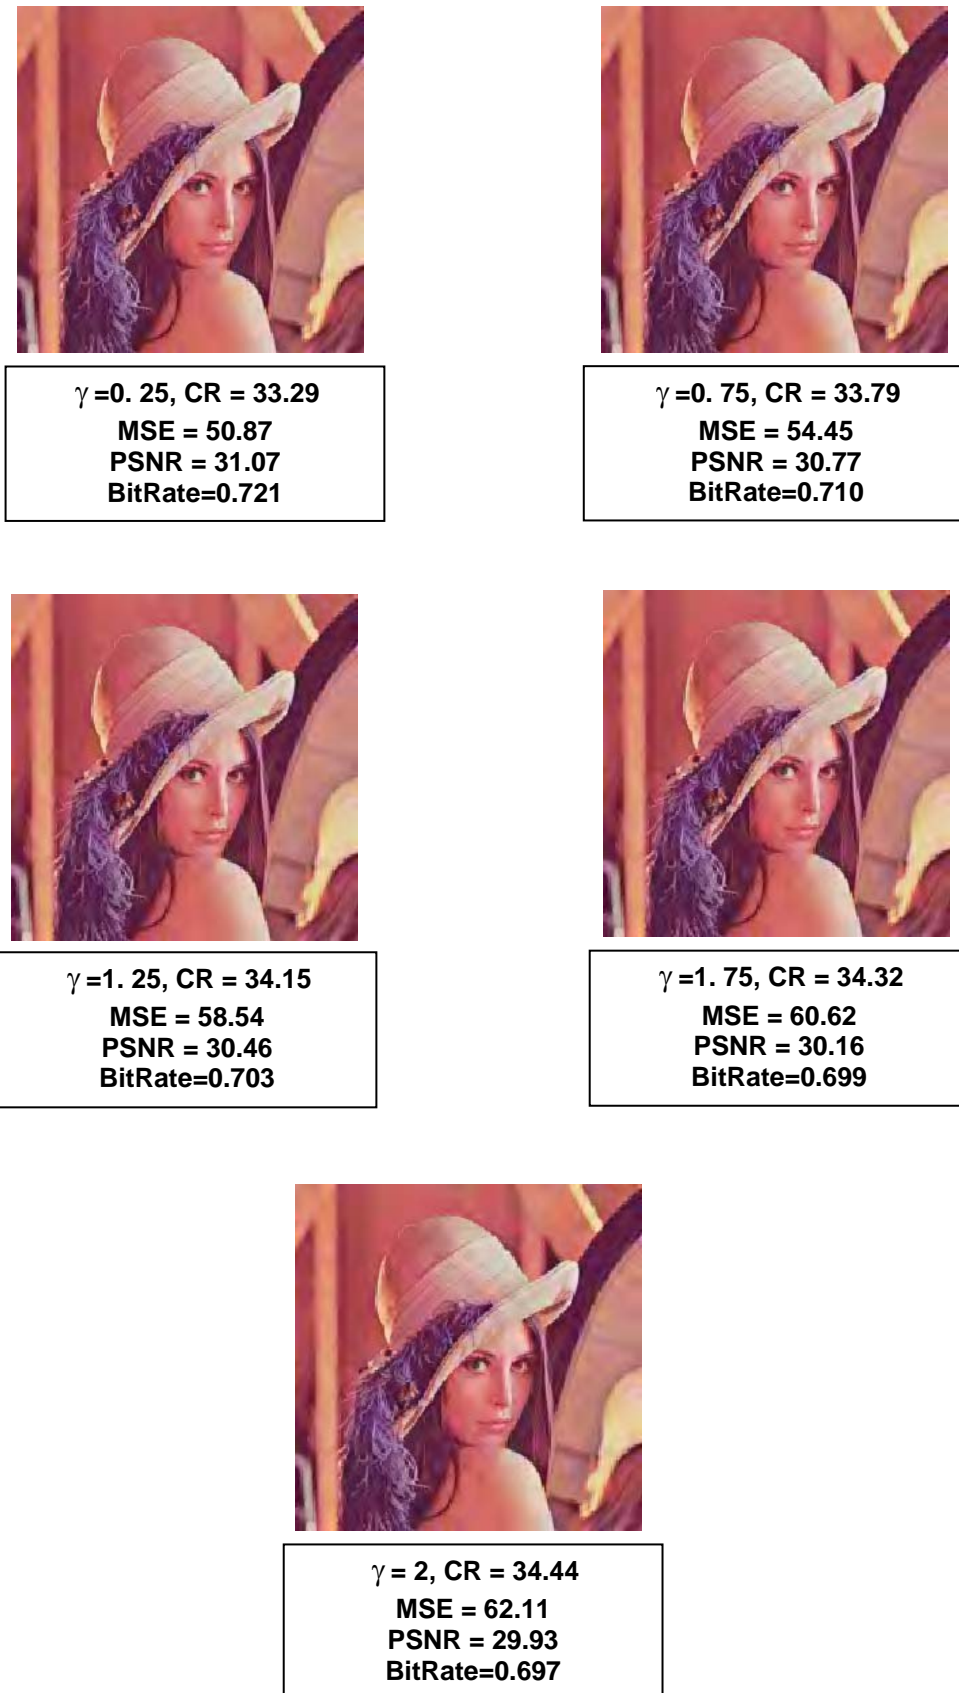 γ =0. 25, CR = 33.29
MSE = 50.87
PSNR = 31.07
BitRate=0.721
γ =0. 75, CR = 33.79
MSE = 54.45
PSNR = 30.77
BitRate=0.710
γ =1. 25, CR = 34.15
MSE = 58.54
PSNR = 30.46
BitRate=0.703
γ =1. 75, CR = 34.32
MSE = 60.62
PSNR = 30.16
BitRate=0.699
γ = 2, CR = 34.44
MSE = 62.11
PSNR = 29.93
BitRate=0.697